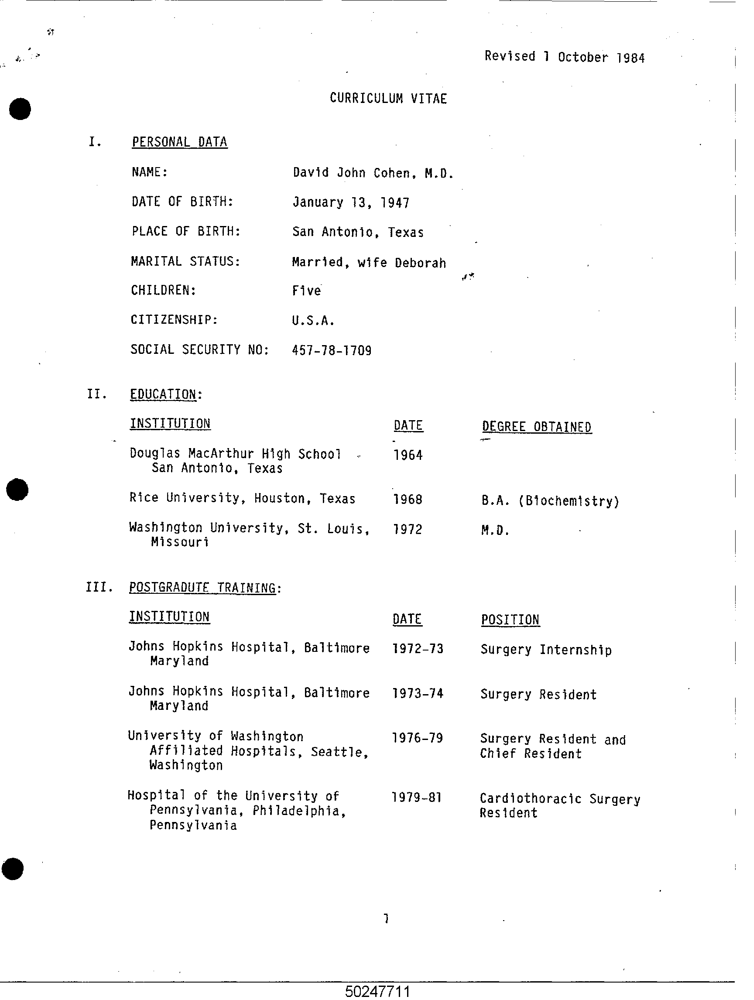 Revised 1 October 1984
CURRICULUM VITAE
I. PERSONAL DATA
NAME: David John Cohen, M.D.
DATE OF BIRTH: January 13, 1947
PLACE OF BIRTH: San Antonio, Texas
MARITAL STATUS: Married, wife Deborah
CHILDREN: Five
CITIZENSHIP: U.S.A.
SOCIAL SECURITY NO: 457-78-1709
II. EDUCATION:
INSTITUTION DATE DEGREE OBTAINED
Douglas MacArthur High School 1964
San Antonio, Texas
Rice University, Houston, Texas 1968 B.A. (Biochemistry)
Washington University, St. Louis, 1972 M.D.
Missouri
III. POSTGRADUTE TRAINING:
INSTITUTION DATE POSITION
Johns Hopkins Hospital, Baltimore 1972-73 Surgery Internship
Maryland
Johns Hopkins Hospital, Baltimore 1973-74 Surgery Resident
Maryland
University of Washington 1976-79 Surgery Resident and
Affiliated Hospitals, Seattle, Chief Resident
Washington
Hospital of the University of 1979-81 Cardiothoracic Surgery
Pennsylvania, Philadelphia, Resident
Pennsylvania
1
50247711